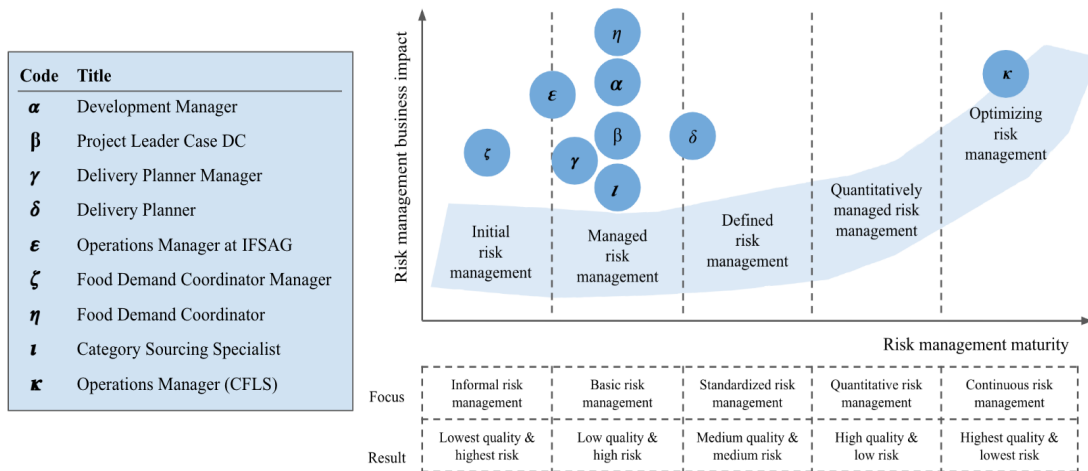 Code Title
α Development Manager
β Project Leader Case DC
γ Delivery Planner Manager
δ Delivery Planner
ε Operations Manager at IFSAG
ζ Food Demand Coordinator Manager
η Food Demand Coordinator
ι Category Sourcing Specialist
κ Operations Manager (CFLS)
Risk management business impact
η
α
β
ι
ε
γ
ζ
δ
κ
Initial
risk
management
Managed
risk
management
Defined
risk
management
Quantitatively
managed risk
management
Optimizing
risk
management
Risk management maturity
Focus
Informal risk
management
Basic risk
management
Standardized risk
management
Quantitative risk
management
Continuous risk
management
Result
Lowest quality &
highest risk
Low quality &
high risk
Medium quality &
medium risk
High quality &
low risk
Highest quality &
lowest risk